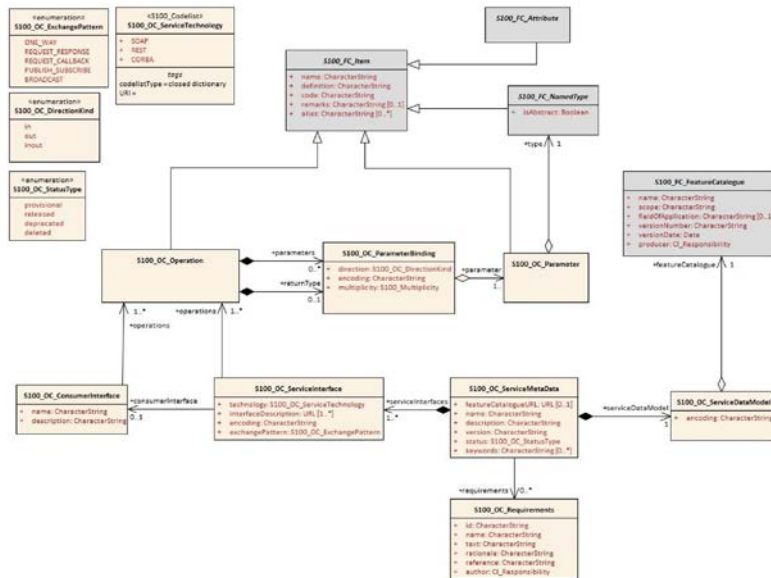 «enumeration»
S100_OC_ExchangePattern
ONE_WAY
REQUEST_RESPONSE
REQUEST_CALLBACK
PUBLISH_SUBSCRIBE
BROADCAST
«S100_Codelist»
S100_OC_ServiceTechnology
+ SOAP
+ REST
+ CORBA
tags
codelistType = closed dictionary
URI =
«enumeration»
S100_OC_DirectionKind
in
out
inout
«enumeration»
S100_OC_StatusType
provisional
released
deprecated
deleted
S100_FC_Item
+ name: CharacterString
+ definition: CharacterString
+ code: CharacterString
+ remarks: CharacterString [0..1]
+ alias: CharacterString [0..*]
S100_FC_Attribute
S100_FC_NamedType
+ isAbstract: Boolean
+type 1
S100_FC_FeatureCatalogue
+ name: CharacterString
+ scope: CharacterString
+ fieldOfApplication: CharacterString [0..1]
+ versionNumber: CharacterString
+ versionDate: Date
+ producer: CI_Responsibility
+featureCatalogue 1
S100_OC_Operation
+parameters
0..*
+returnType
0..1
S100_OC_ParameterBinding
+ direction: S100_OC_DirectionKind
+ encoding: CharacterString
+ multiplicity: S100_Multiplicity
+parameter
S100_OC_Parameter
1..*
+operations
+operations 1..*
S100_OC_ConsumerInterface
+ name: CharacterString
+ description: CharacterString
+consumerInterface
0..1
S100_OC_ServiceInterface
+ technology: S100_OC_ServiceTechnology
+ interfaceDescription: URL [1..*]
+ encoding: CharacterString
+ exchangePattern: S100_OC_ExchangePattern
+serviceInterfaces
1..*
S100_OC_ServiceMetaData
+ featureCatalogueURL: URL [0..1]
+ name: CharacterString
+ description: CharacterString
+ version: CharacterString
+ status: S100_OC_StatusType
+ keywords: CharacterString [0..*]
+serviceDataModel
1
S100_OC_ServiceDataModel
+ encoding: CharacterString
+requirements 0..*
S100_OC_Requirements
+ id: CharacterString
+ name: CharacterString
+ text: CharacterString
+ rationale: CharacterString
+ reference: CharacterString
+ author: CI_Responsibility